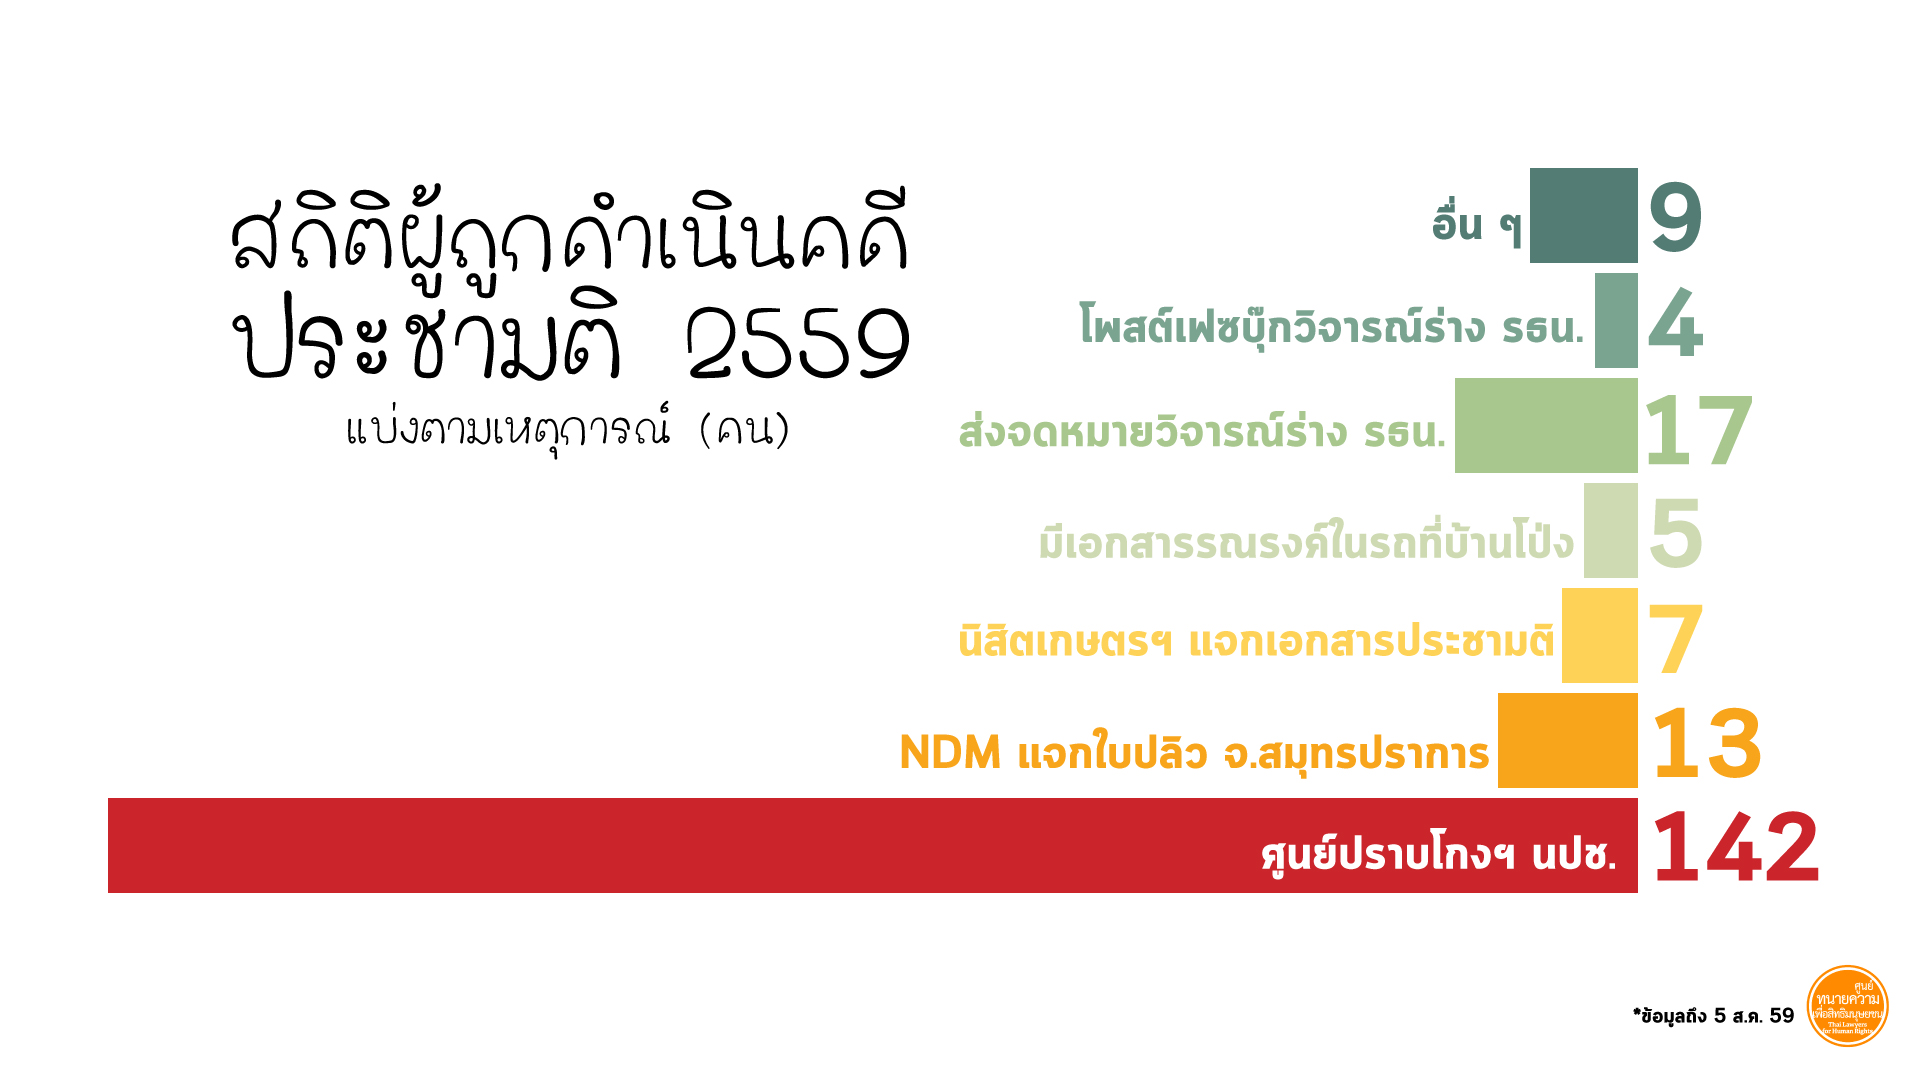 สถิติผู้ถูกดำเนินคดี
ประชามติ 2559
แบ่งตามเหตุการณ์ (คน)
อื่น ๆ 9
โพสต์เฟซบุ๊กวิจารณ์ร่าง รธน. 4
ส่งจดหมายวิจารณ์ร่าง รธน. 17
มีเอกสารรณรงค์ในรถที่บ้านโป่ง 5
นิสิตเกษตรฯ แจกเอกสารประชามติ 7
NDM แจกใบปลิว จ.สมุทรปราการ 13
ศูนย์ปราบโกงฯ นปช. 142
*ข้อมูลถึง 5 ส.ค. 59
ศูนย์
ทนายความ
เพื่อสิทธิมนุษยชน
Thai Lawyers
for Human Rights